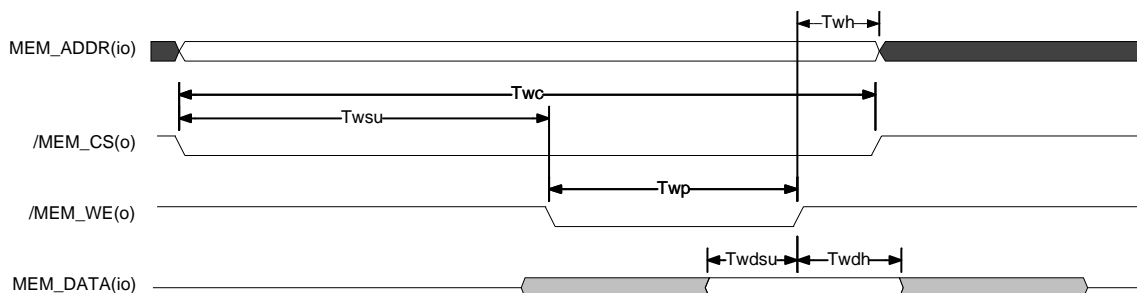 Twh
MEM_ADDR(io)
Twc
Twsu
/MEM_CS(o)
Twp
/MEM_WE(o)
Twdsu Twdh
MEM_DATA(io)